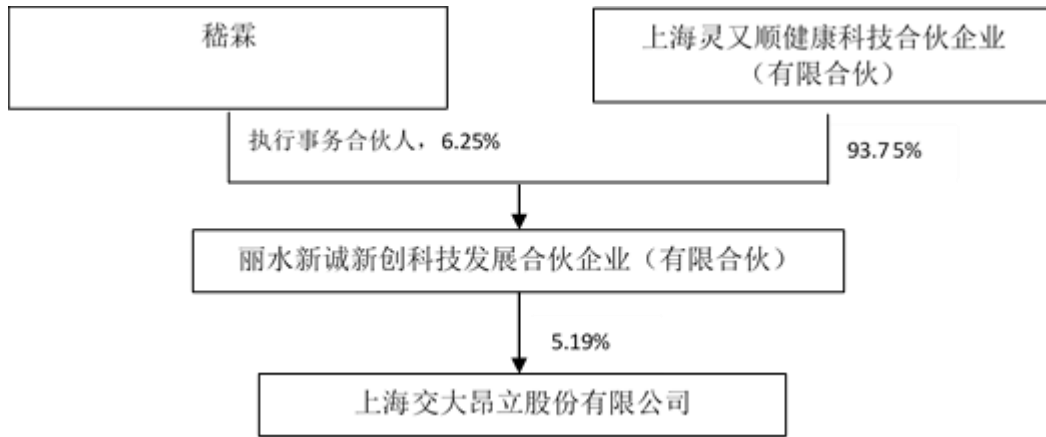 嵇霖
上海灵又顺健康科技合伙企业
（有限合伙）
执行事务合伙人，6.25%
93.75%
丽水新诚新创科技发展合伙企业（有限合伙）
5.19%
上海交大昂立股份有限公司